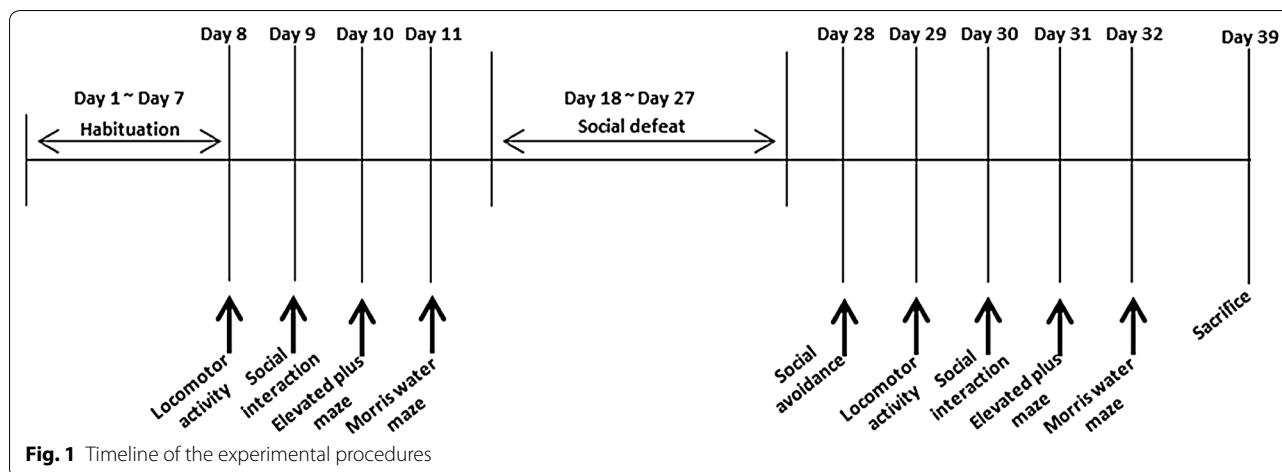 Day 8 Day 9 Day 10 Day 11 Day 28 Day 29 Day 30 Day 31 Day 32 Day 39
Day 1 ~ Day 7
Habituation
Day 18 ~ Day 27
Social defeat
Locomotor
activity
Social
interaction
Elevated plus
maze
Morris water
maze
Social
avoidance
Locomotor
activity
Social
interaction
Elevated plus
maze
Morris water
maze
Sacrifice
Fig. 1 Timeline of the experimental procedures